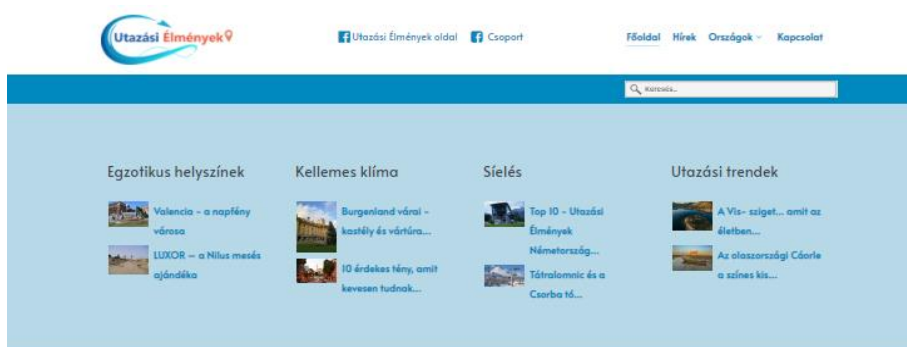 Utazási Élmények
Utazási Élmények oldal
Csoport
Főoldal Hírek Országok Kapcsolat
Keresés..
Egzotikus helyszínek
Valencia - a napfény
városa
LUXOR – a Nílus mesés
ajándéka
Kellemes klíma
Burgenland várai –
kastély és vártúra...
10 érdekes tény, amit
kevesen tudnak...
Síelés
Top 10 - Utazási
Élmények
Németország...
Tátralomnic és a
Csorba tó...
Utazási trendek
A Vis- sziget... amit az
életben...
Az olaszországi Cáorle
a színes kis...